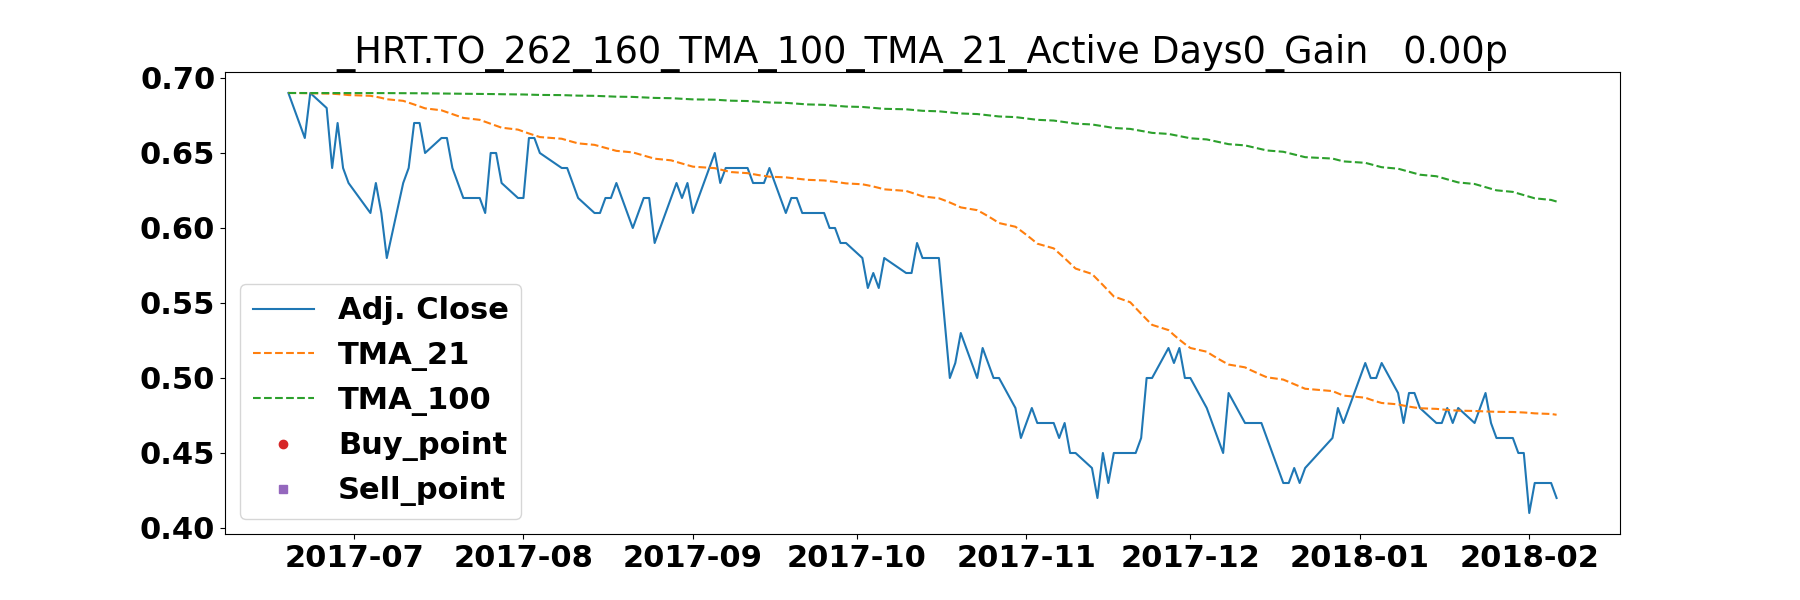 _HRT.TO_262_160_TMA_100_TMA_21_Active Days0_Gain   0.00p
0.70
0.65
0.60
0.55
0.50
0.45
0.40
Adj. Close
TMA_21
TMA_100
Buy_point
Sell_point
2017-07 2017-08 2017-09 2017-10 2017-11 2017-12 2018-01 2018-02